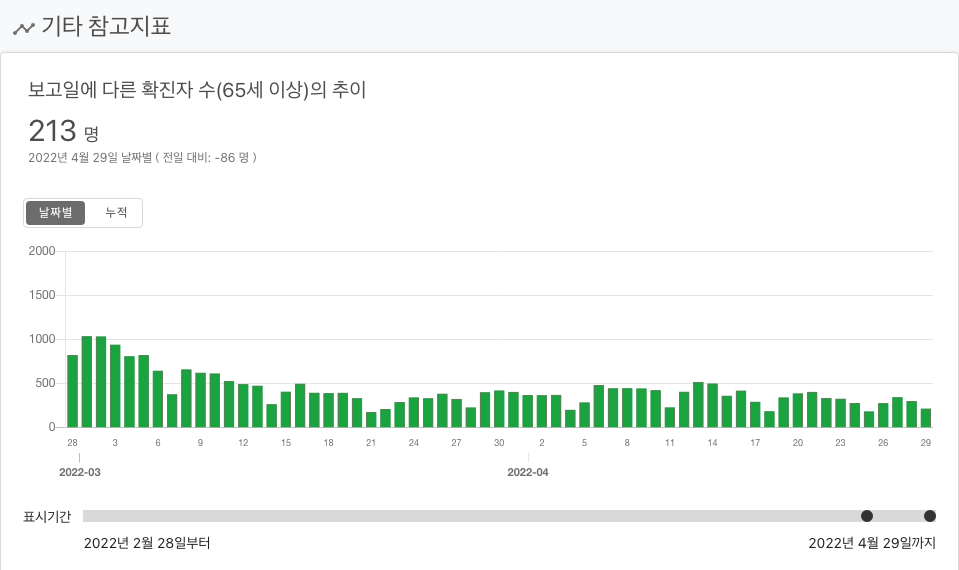 기타 참고지표
보고일에 다른 확진자 수(65세 이상)의 추이
213 명
2022년 4월 29일 날짜별 ( 전일 대비: -86 명 )
날짜별 누적
2000
1500
1000
500
0
28 3 6 9 12 15 18 21 24 27 30 2 5 8 11 14 17 20 23 26 29
2022-03 2022-04
표시기간
2022년 2월 28일부터 2022년 4월 29일까지